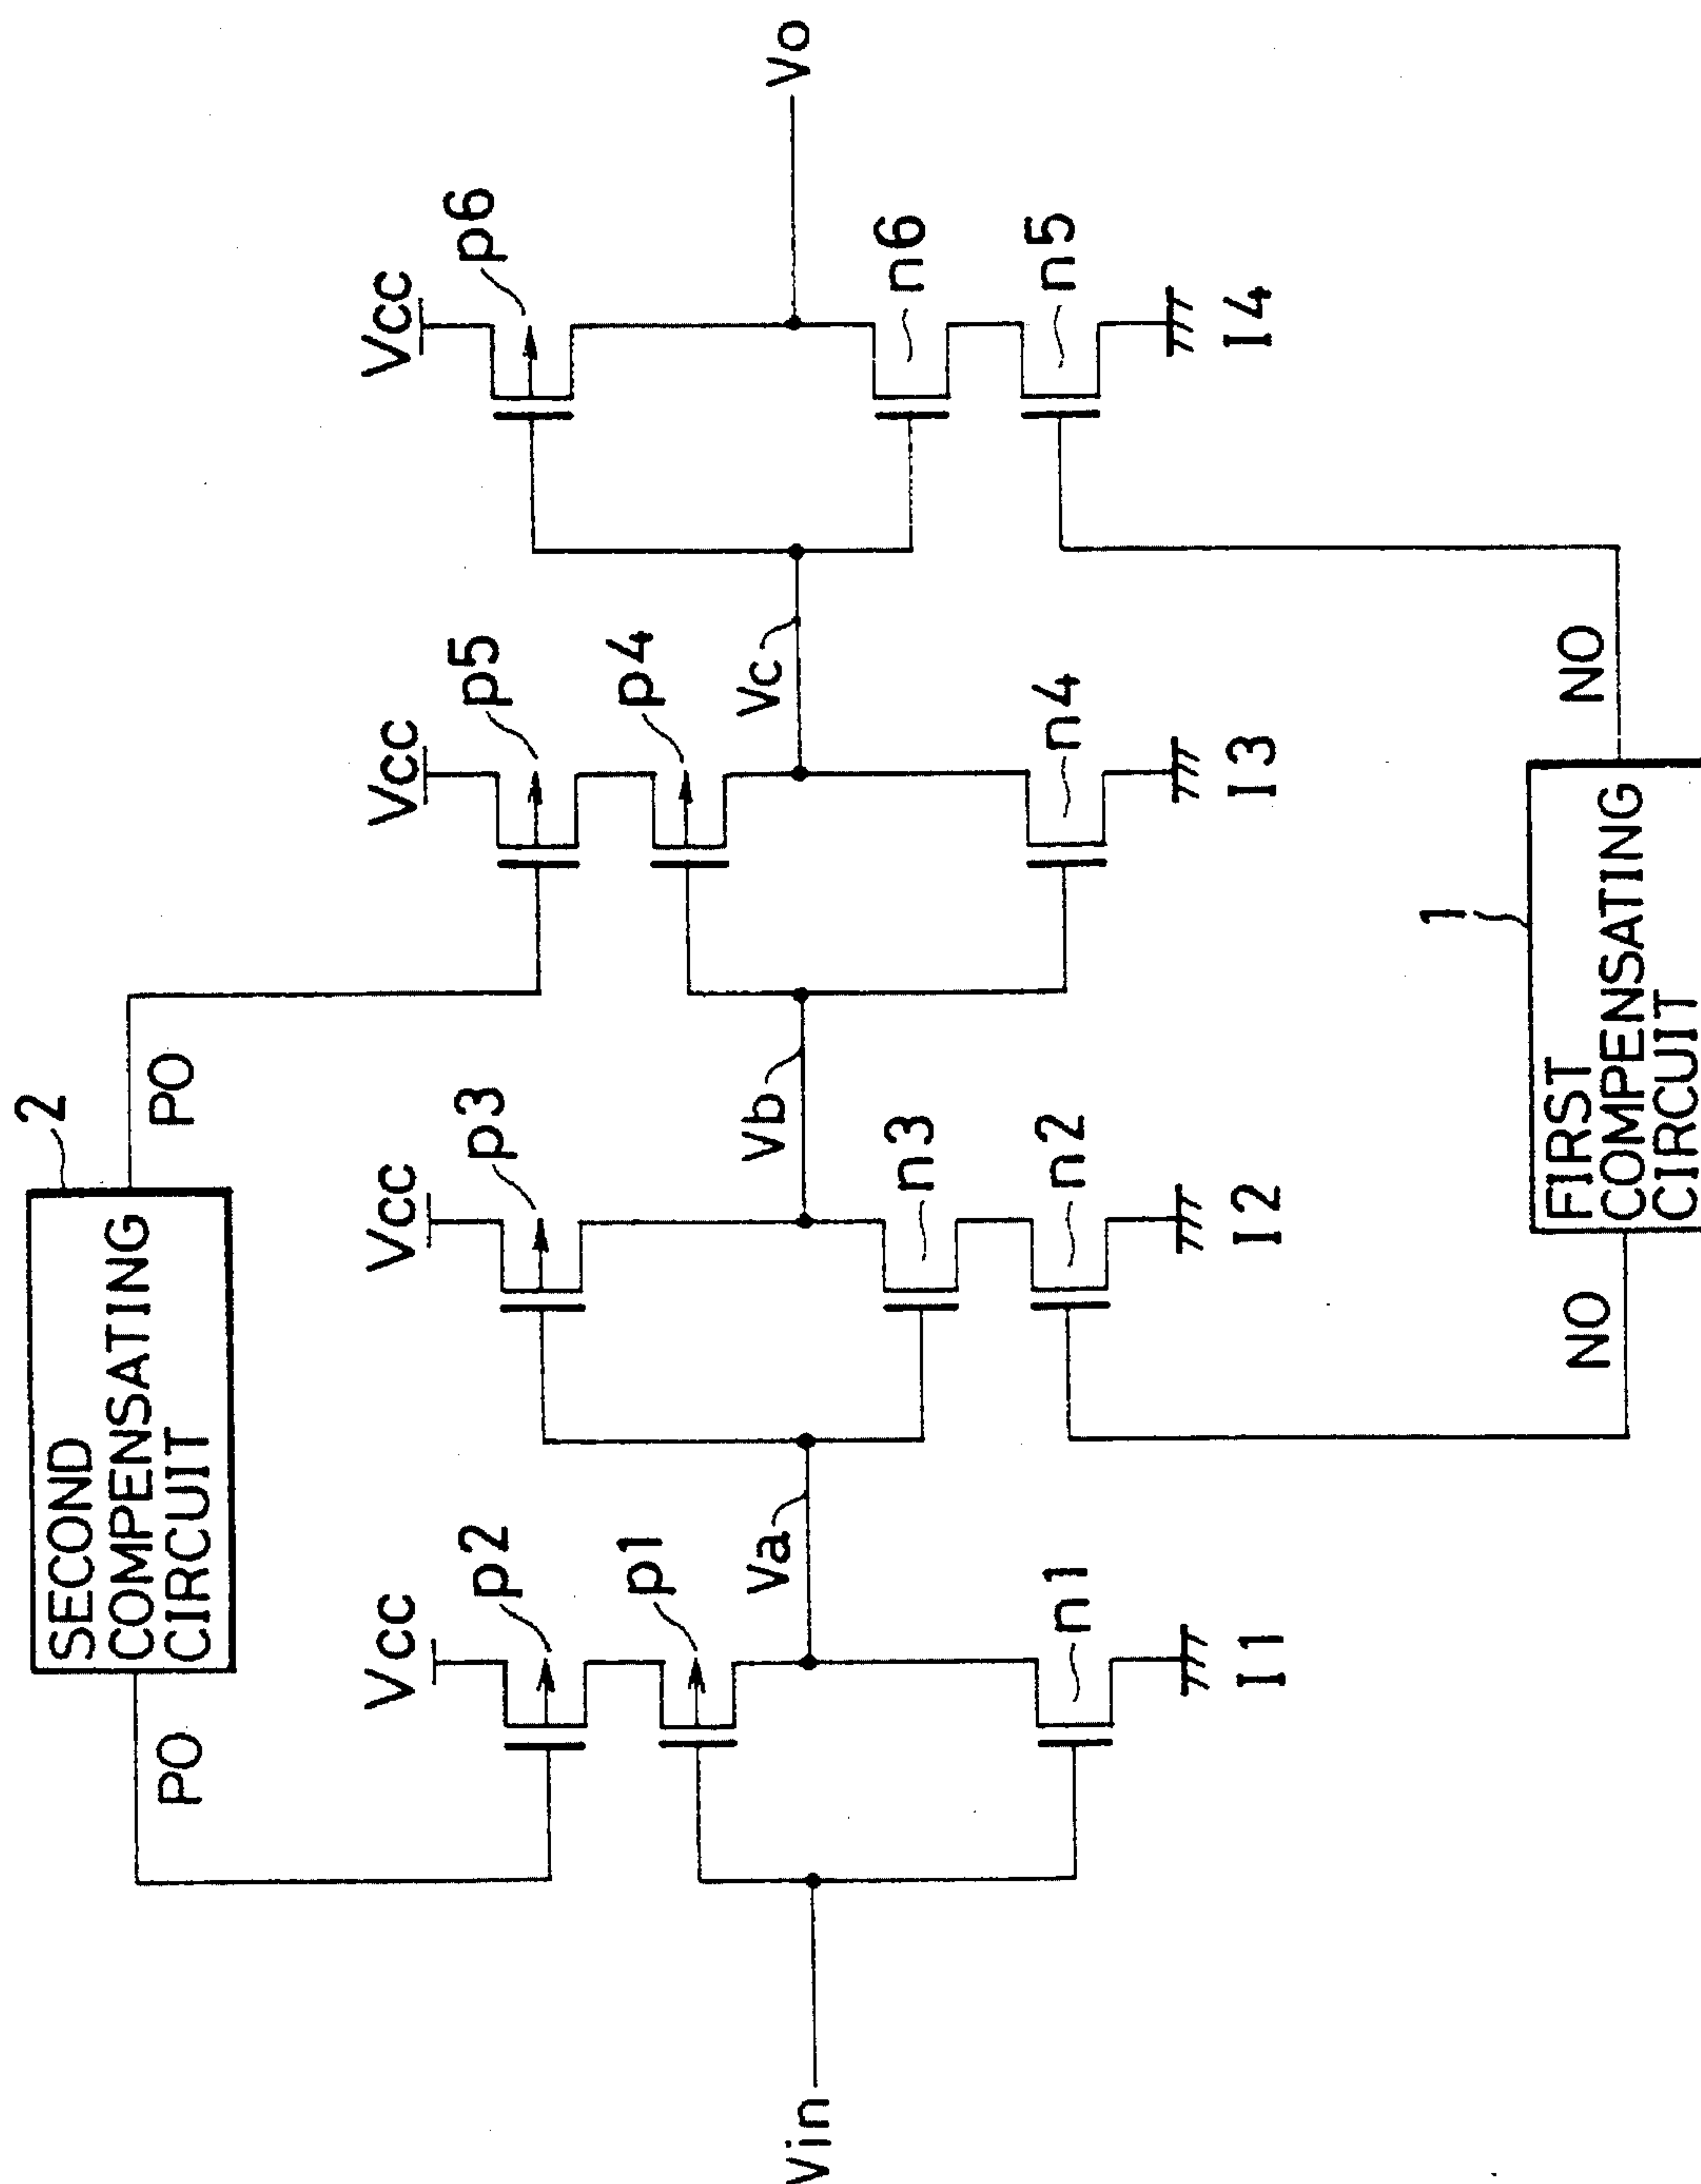 2
SECOND
COMPENSATING
CIRCUIT
PO
PO
Vcc
Vcc
Vcc
Vcc
p2
p3
p5
p6
p1
p4
Vin
Va
Vb
Vc
Vo
n3
n6
n1
n2
n4
n5
I1
I2
I3
I4
1
NO
NO
FIRST
COMPENSATING
CIRCUIT